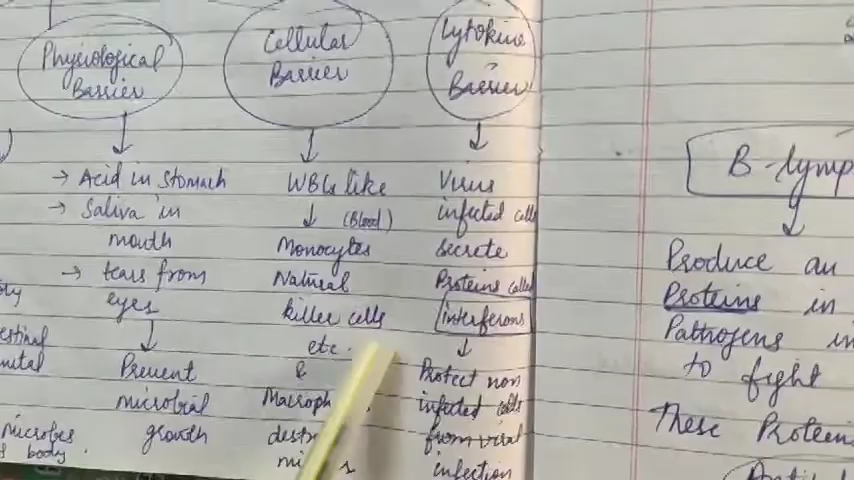 Physiological
Barrier
→ Acid in stomach
→ Saliva in
mouth
→ tears from
eyes
Prevent
microbial
growth
Cellular
Barrier
WBCs like
(Blood)
Monocytes
Natural
killer cells
etc.
&
Cytokine
Barrier
Virus
infected cells
secrete
Proteins called
interferons
Protect non
infected cells
from viral
infection
microbes
body.
B-lymp
Produce an
Proteins in
Pathogens in
to fight
These Protein